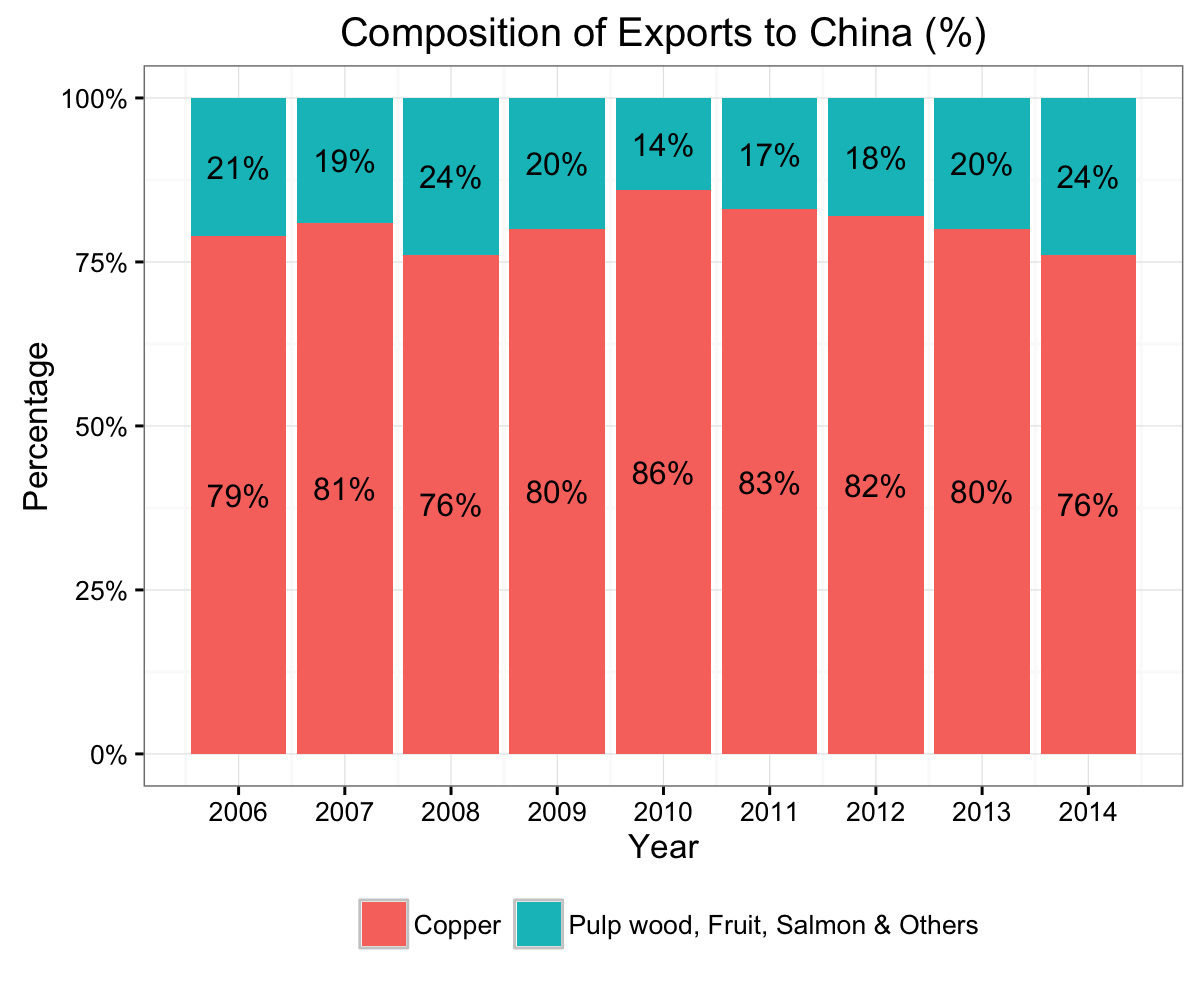 Composition of Exports to China (%)
100%
75%
50%
25%
0%
Percentage
21% 19% 24% 20% 14% 17% 18% 20% 24%
79% 81% 76% 80% 86% 83% 82% 80% 76%
2006 2007 2008 2009 2010 2011 2012 2013 2014
Year
Copper Pulp wood, Fruit, Salmon & Others